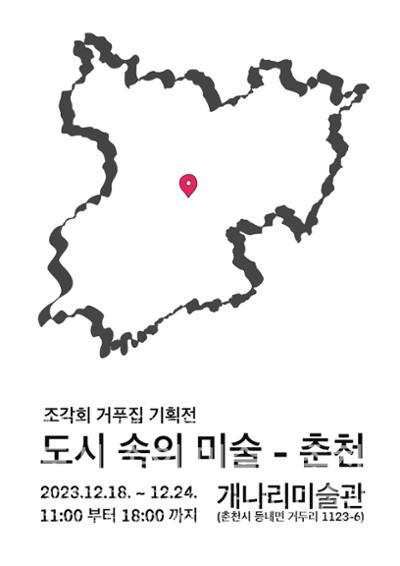 조각회 거푸집 기획전
도시 속의 미술 - 춘천
2023.12.18. ~ 12.24.
11:00 부터 18:00 까지
개나리미술관
(춘천시 동내면 거두리 1123-6)